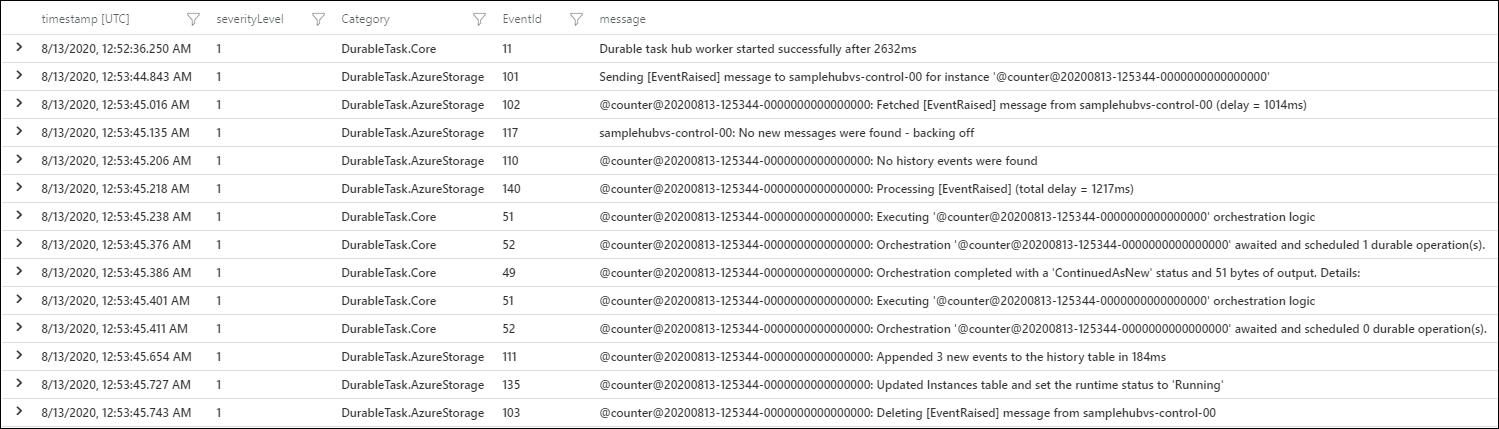 timestamp [UTC] severityLevel Category EventId message
8/13/2020, 12:52:36.250 AM 1 DurableTask.Core 11 Durable task hub worker started successfully after 2632ms
8/13/2020, 12:53:44.843 AM 1 DurableTask.AzureStorage 101 Sending [EventRaised] message to samplehubvs-control-00 for instance '@counter@20200813-125344-0000000000000000'
8/13/2020, 12:53:45.016 AM 1 DurableTask.AzureStorage 102 @counter@20200813-125344-0000000000000000: Fetched [EventRaised] message from samplehubvs-control-00 (delay = 1014ms)
8/13/2020, 12:53:45.135 AM 1 DurableTask.AzureStorage 117 samplehubvs-control-00: No new messages were found - backing off
8/13/2020, 12:53:45.206 AM 1 DurableTask.AzureStorage 110 @counter@20200813-125344-0000000000000000: No history events were found
8/13/2020, 12:53:45.218 AM 1 DurableTask.AzureStorage 140 @counter@20200813-125344-0000000000000000: Processing [EventRaised] (total delay = 1217ms)
8/13/2020, 12:53:45.238 AM 1 DurableTask.Core 51 @counter@20200813-125344-0000000000000000: Executing '@counter@20200813-125344-0000000000000000' orchestration logic
8/13/2020, 12:53:45.376 AM 1 DurableTask.Core 52 @counter@20200813-125344-0000000000000000: Orchestration '@counter@20200813-125344-0000000000000000' awaited and scheduled 1 durable operation(s).
8/13/2020, 12:53:45.386 AM 1 DurableTask.Core 49 @counter@20200813-125344-0000000000000000: Orchestration completed with a 'ContinuedAsNew' status and 51 bytes of output. Details:
8/13/2020, 12:53:45.401 AM 1 DurableTask.Core 51 @counter@20200813-125344-0000000000000000: Executing '@counter@20200813-125344-0000000000000000' orchestration logic
8/13/2020, 12:53:45.411 AM 1 DurableTask.Core 52 @counter@20200813-125344-0000000000000000: Orchestration '@counter@20200813-125344-0000000000000000' awaited and scheduled 0 durable operation(s).
8/13/2020, 12:53:45.654 AM 1 DurableTask.AzureStorage 111 @counter@20200813-125344-0000000000000000: Appended 3 new events to the history table in 184ms
8/13/2020, 12:53:45.727 AM 1 DurableTask.AzureStorage 135 @counter@20200813-125344-0000000000000000: Updated Instances table and set the runtime status to 'Running'
8/13/2020, 12:53:45.743 AM 1 DurableTask.AzureStorage 103 @counter@20200813-125344-0000000000000000: Deleting [EventRaised] message from samplehubvs-control-00